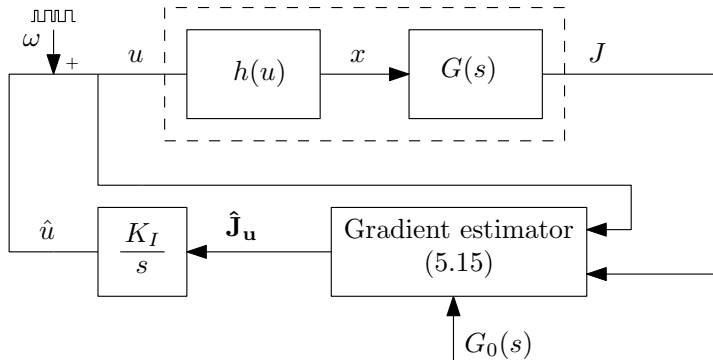 ω
+
u
h(u)
x
G(s)
J
û
K_I
s
Ĵ_u
Gradient estimator
(5.15)
G_0(s)